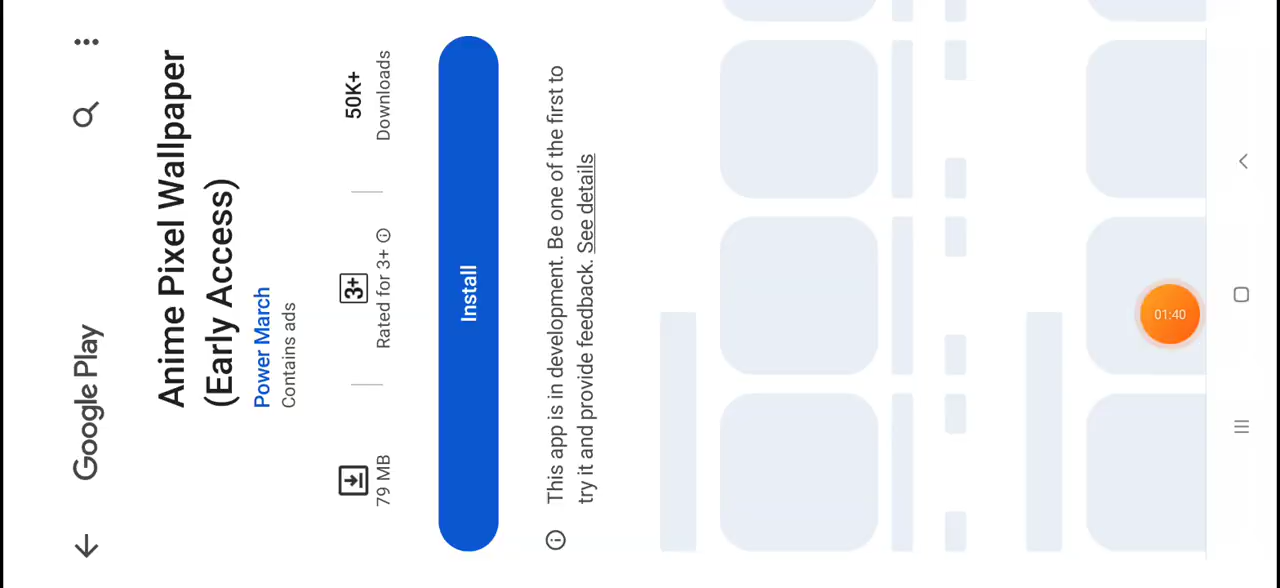 Google Play
Anime Pixel Wallpaper
(Early Access)
Power March
Contains ads
79 MB
3+
Rated for 3+
50K+
Downloads
Install
This app is in development. Be one of the first to
try it and provide feedback. See details
01:40